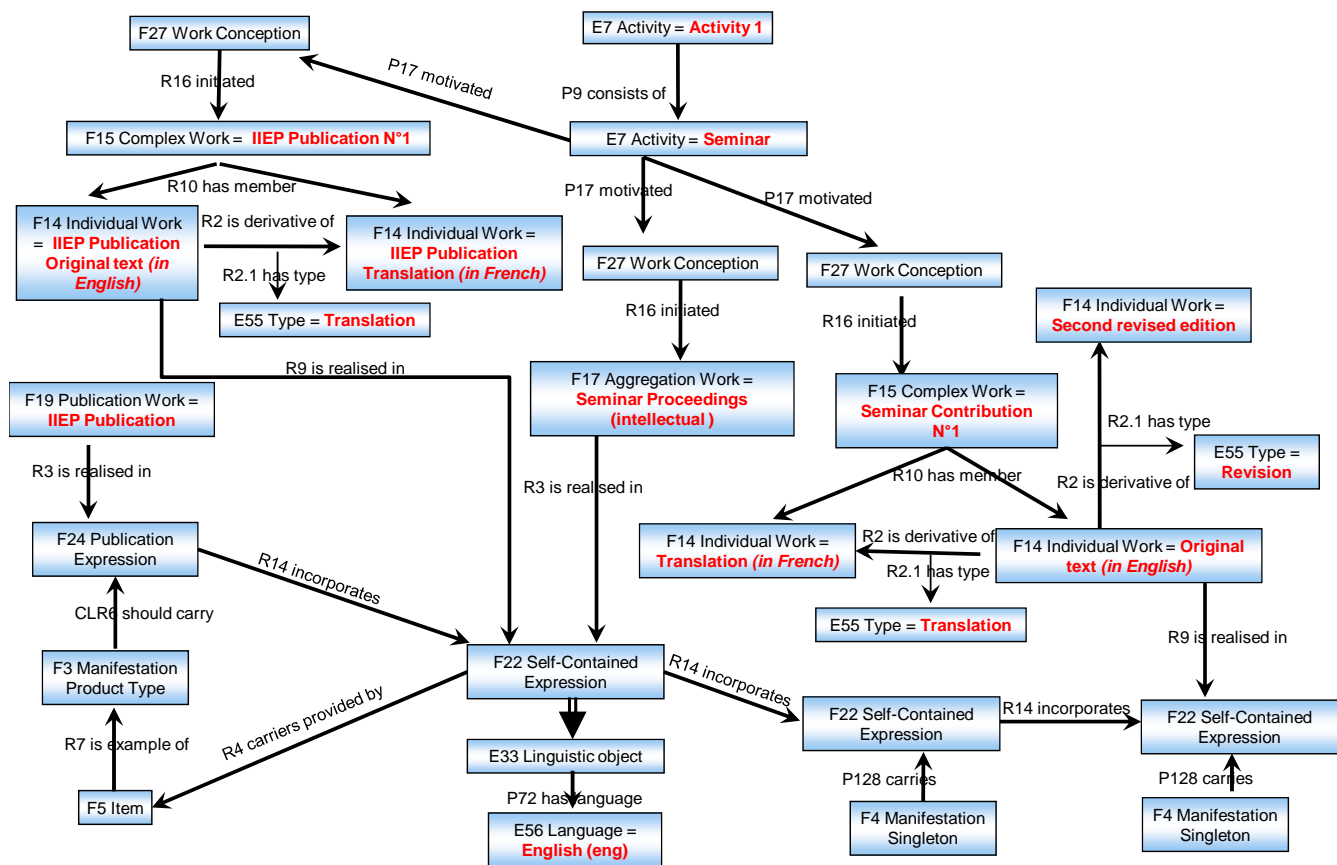 F27 Work Conception
E7 Activity = Activity 1
R16 initiated
P17 motivated
P9 consists of
F15 Complex Work = IIEP Publication N°1
E7 Activity = Seminar
R10 has member
P17 motivated
P17 motivated
F14 Individual Work
= IIEP Publication
Original text (in
English)
R2 is derivative of
R2.1 has type
F14 Individual Work =
IIEP Publication
Translation (in French)
F27 Work Conception
F27 Work Conception
E55 Type = Translation
R16 initiated
R16 initiated
F14 Individual Work =
Second revised edition
R9 is realised in
F19 Publication Work =
IIEP Publication
F17 Aggregation Work =
Seminar Proceedings
(intellectual )
F15 Complex Work =
Seminar Contribution
N°1
R2.1 has type
E55 Type =
Revision
R3 is realised in
R3 is realised in
R10 has member
R2 is derivative of
F24 Publication
Expression
R14 incorporates
F14 Individual Work =
Translation (in French)
R2 is derivative of
R2.1 has type
F14 Individual Work = Original
text (in English)
CLR6 should carry
E55 Type = Translation
R9 is realised in
F3 Manifestation
Product Type
F22 Self-Contained
Expression
R14 incorporates
F22 Self-Contained
Expression
R14 incorporates
F22 Self-Contained
Expression
R7 is example of
R4 carriers provided by
E33 Linguistic object
P72 has language
P128 carries
P128 carries
F5 Item
E56 Language =
English (eng)
F4 Manifestation
Singleton
F4 Manifestation
Singleton